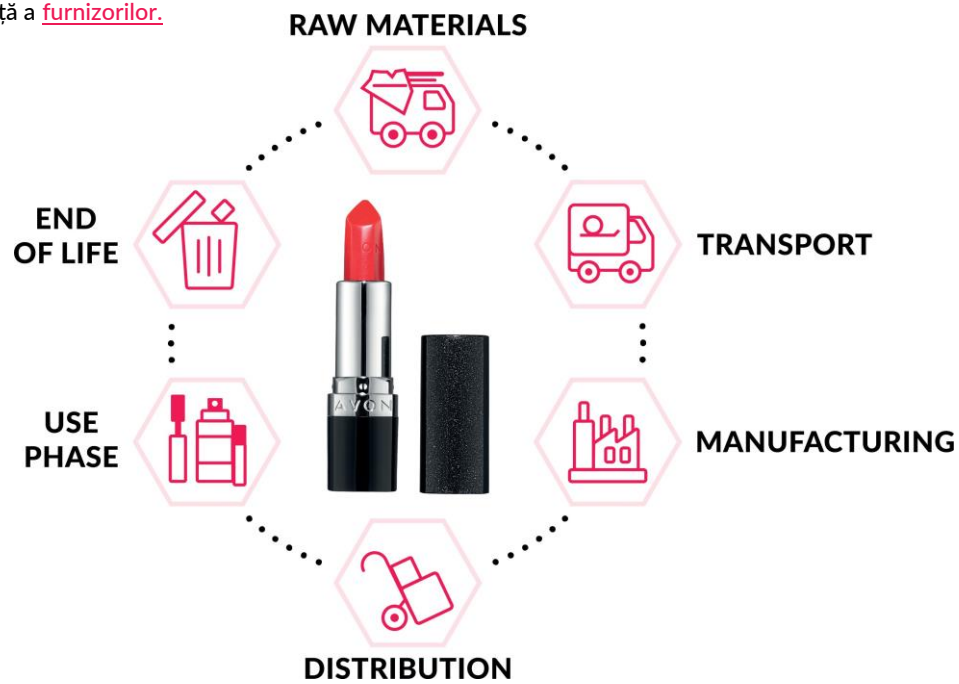 ță a furnizorilor.
RAW MATERIALS
END
OF LIFE
TRANSPORT
AVON
USE
PHASE
MANUFACTURING
DISTRIBUTION